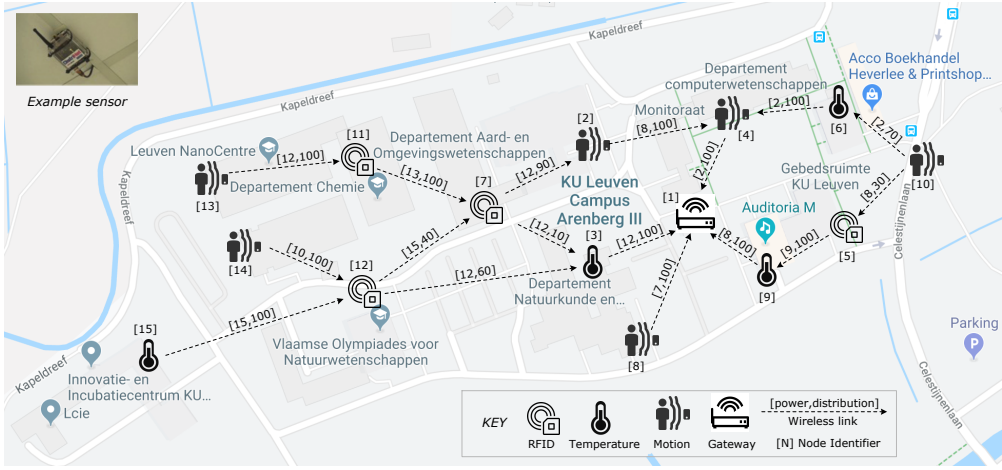 Example sensor
Kapeldreef
Kapeldreef
Kapeldreef
Kapeldreef
Departement
computerwetenschappen
Monitoraat
Acco Boekhandel
Heverlee & Printshop...
[2]
[8,100]
[4]
[2,100]
[6]
[2,70]
[10]
[11]
Leuven NanoCentre
[12,100]
[13]
Departement Aard- en
Omgevingswetenschappen
Departement Chemie
[13,100]
[7]
[12,90]
[2,100]
Gebedsruimte
KU Leuven
[8,30]
KU Leuven
Campus
Arenberg III
[1]
Auditoria M
[14]
[10,100]
[15,40]
[12,10]
[3]
[12,100]
[8,100]
[9,100]
[5]
[9]
Celestijnenlaan
[12]
[12,60]
Departement
Natuurkunde en...
[7,100]
[8]
[15]
[15,100]
Vlaamse Olympiades voor
Natuurwetenschappen
Innovatie- en
Incubatiecentrum KU...
Lcie
Parking
Celestijnenlaan
KEY
RFID
Temperature
Motion
Gateway
[power,distribution]
Wireless link
[N] Node Identifier